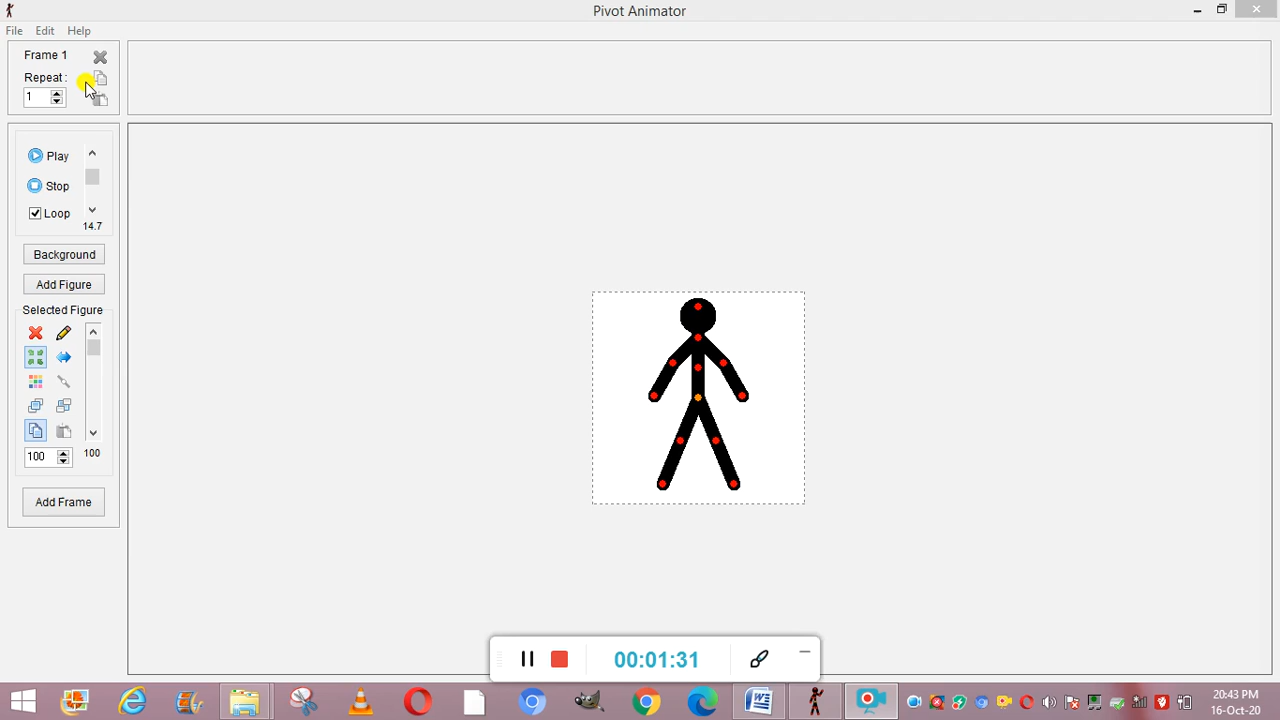 Pivot Animator
File Edit Help
Frame 1
Repeat :
1
Play
Stop
Loop
14.7
Background
Add Figure
Selected Figure
100
100
Add Frame
00:01:31
20:43 PM
16-Oct-20